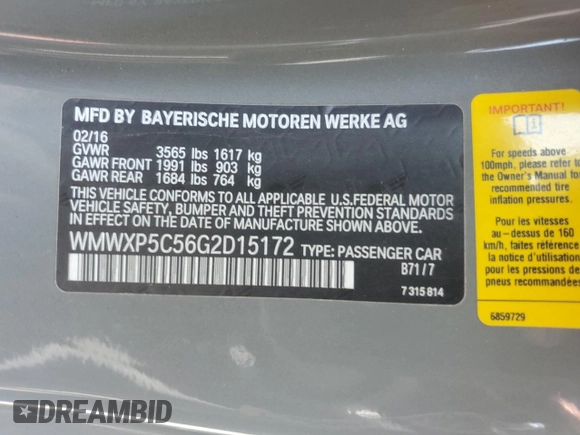 MFD BY BAYERISCHE MOTOREN WERKE AG
02/16
GVWR 3565 lbs 1617 kg
GAWR FRONT 1991 lbs 903 kg
GAWR REAR 1684 lbs 764 kg
THIS VEHICLE CONFORMS TO ALL APPLICABLE U.S.FEDERAL MOTOR
VEHICLE SAFETY, BUMPER AND THEFT PREVENTION STANDARDS
IN EFFECT ON THE DATE OF MANUFACTURE SHOWN ABOVE.
WMWXP5C56G2D15172 TYPE: PASSENGER CAR
B71/7
7 315 814
For speeds above
100mph, please refer to
the Owner's Manual for
recommended tire
inflation pressures.
Pour les vitesses
au-dessus de 160
km/h, faites référence
à la notice d'utilisation
pour les pressions de
pneus recommandées.
6859729
DREAMBID